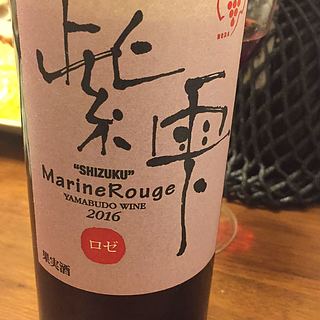 紫雫
"SHIZUKU"
MarineRouge
YAMABUDO WINE
2016
ロゼ
果実酒